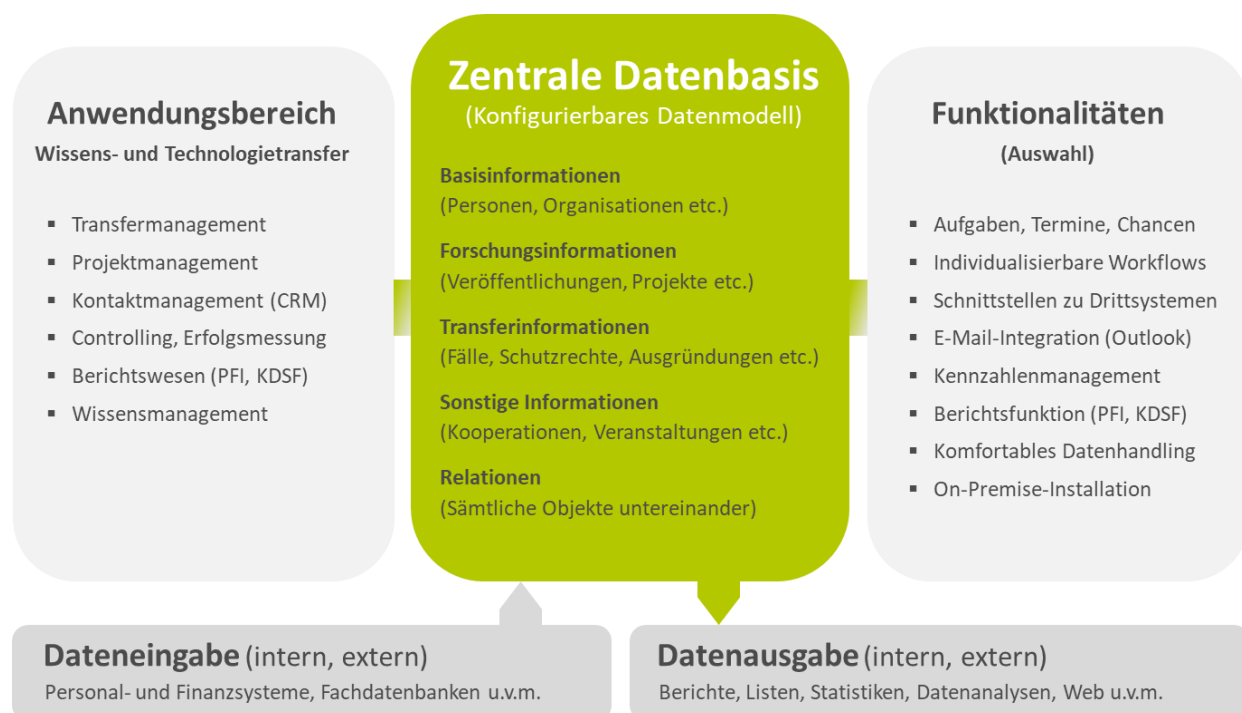 Anwendungsbereich
Wissens- und Technologietransfer
▪ Transfermanagement
▪ Projektmanagement
▪ Kontaktmanagement (CRM)
▪ Controlling, Erfolgsmessung
▪ Berichtswesen (PFI, KDSF)
▪ Wissensmanagement
Zentrale Datenbasis
(Konfigurierbares Datenmodell)
Basisinformationen
(Personen, Organisationen etc.)
Forschungsinformationen
(Veröffentlichungen, Projekte etc.)
Transferinformationen
(Fälle, Schutzrechte, Ausgründungen etc.)
Sonstige Informationen
(Kooperationen, Veranstaltungen etc.)
Relationen
(Sämtliche Objekte untereinander)
Funktionalitäten
(Auswahl)
▪ Aufgaben, Termine, Chancen
▪ Individualisierbare Workflows
▪ Schnittstellen zu Drittsystemen
▪ E-Mail-Integration (Outlook)
▪ Kennzahlenmanagement
▪ Berichtsfunktion (PFI, KDSF)
▪ Komfortables Datenhandling
▪ On-Premise-Installation
Dateneingabe (intern, extern)
Personal- und Finanzsysteme, Fachdatenbanken u.v.m.
Datenausgabe (intern, extern)
Berichte, Listen, Statistiken, Datenanalysen, Web u.v.m.